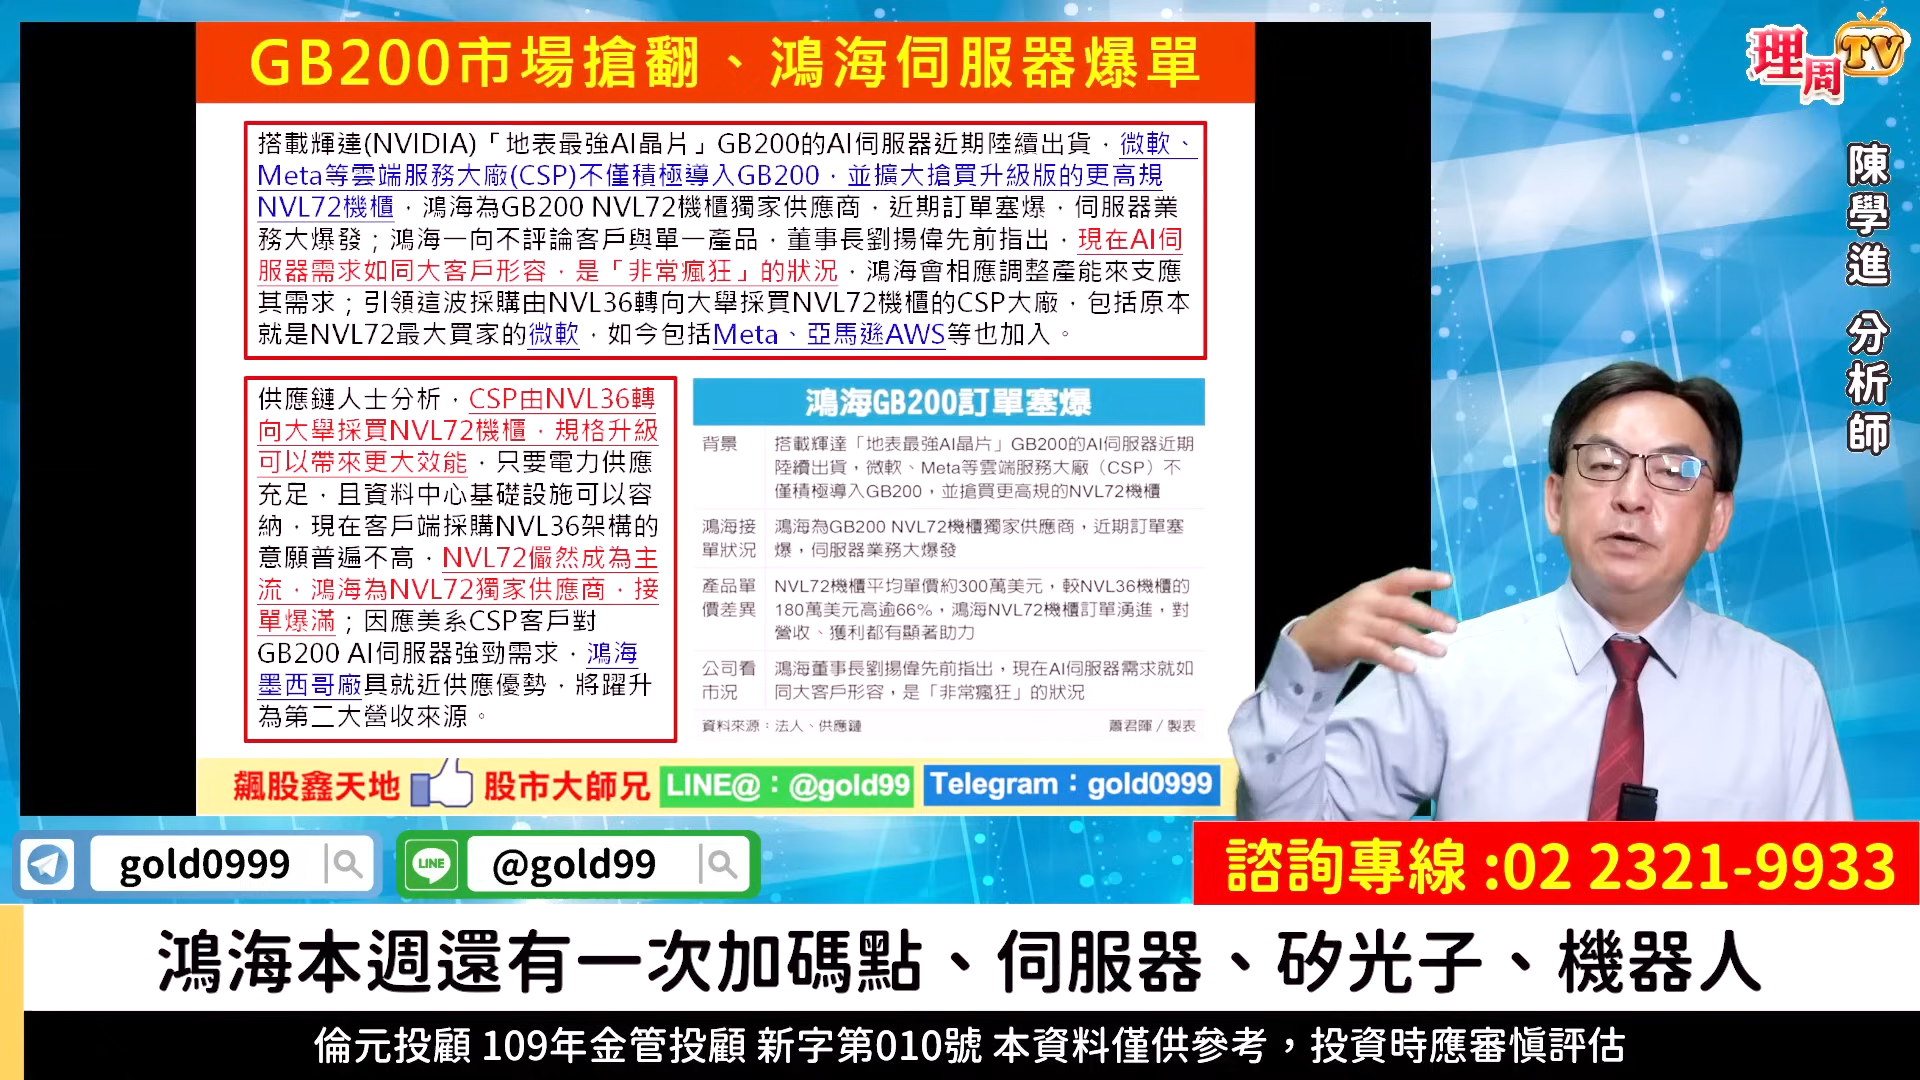 GB200市場搶翻、鴻海伺服器爆單
理周TV
陳學進 分析師
搭載輝達(NVIDIA)「地表最強AI晶片」GB200的AI伺服器近期陸續出貨，微軟、
Meta等雲端服務大廠(CSP)不僅積極導入GB200，並擴大搶買升級版的更高規
NVL72機櫃，鴻海為GB200 NVL72機櫃獨家供應商，近期訂單塞爆，伺服器業
務大爆發；鴻海一向不評論客戶與單一產品，董事長劉揚偉先前指出，現在AI伺
服器需求如同大客戶形容，是「非常瘋狂」的狀況，鴻海會相應調整產能來支應
其需求；引領這波採購由NVL36轉向大舉採買NVL72機櫃的CSP大廠，包括原本
就是NVL72最大買家的微軟，如今包括Meta、亞馬遜AWS等也加入。
供應鏈人士分析，CSP由NVL36轉
向大舉採買NVL72機櫃，規格升級
可以帶來更大效能，只要電力供應
充足，且資料中心基礎設施可以容
納，現在客戶端採購NVL36架構的
意願普遍不高，NVL72儼然成為主
流，鴻海為NVL72獨家供應商，接
單爆滿；因應美系CSP客戶對
GB200 AI伺服器強勁需求，鴻海
墨西哥廠具就近供應優勢，將躍升
為第二大營收來源。
鴻海GB200訂單塞爆
背景
搭載輝達「地表最強AI晶片」GB200的AI伺服器近期
陸續出貨，微軟、Meta等雲端服務大廠（CSP）不
僅積極導入GB200，並搶買更高規的NVL72機櫃
鴻海接
單狀況
鴻海為GB200 NVL72機櫃獨家供應商，近期訂單塞
爆，伺服器業務大爆發
產品單
價差異
NVL72機櫃平均單價約300萬美元，較NVL36機櫃的
180萬美元高逾66%，鴻海NVL72機櫃訂單湧進，對
營收、獲利都有顯著助力
公司看
市況
鴻海董事長劉揚偉先前指出，現在AI伺服器需求就如
同大客戶形容，是「非常瘋狂」的狀況
資料來源：法人、供應鏈
蕭君暉／製表
飆股鑫天地 股市大師兄 LINE@：@gold99 Telegram：gold0999
gold0999
LINE @gold99
諮詢專線 :02 2321-9933
鴻海本週還有一次加碼點、伺服器、矽光子、機器人
倫元投顧 109年金管投顧 新字第010號 本資料僅供參考，投資時應審慎評估